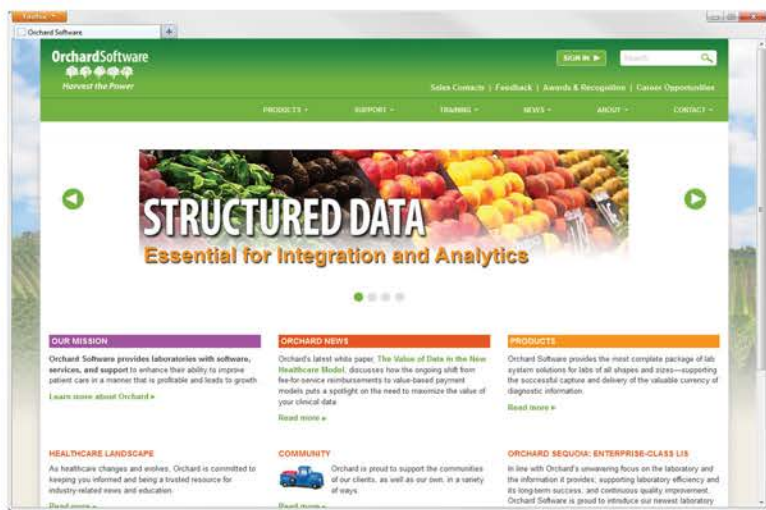 Firefox
Orchard Software
OrchardSoftware
Harvest the Power
SIGN IN
Search
Sales Contacts | Feedback | Awards & Recognition | Career Opportunities
PRODUCTS
SUPPORT
TRAINING
NEWS
ABOUT
CONTACT
STRUCTURED DATA
Essential for Integration and Analytics
OUR MISSION
Orchard Software provides laboratories with software,
services, and support to enhance their ability to improve
patient care in a manner that is profitable and leads to growth
Learn more about Orchard »
ORCHARD NEWS
Orchard's latest white paper, The Value of Data in the New
Healthcare Model, discusses how the ongoing shift from
fee-for-service reimbursements to value-based payment
models puts a spotlight on the need to maximize the value of
your clinical data.
Read more »
PRODUCTS
Orchard Software provides the most complete package of lab
system solutions for labs of all shapes and sizes—supporting
the successful capture and delivery of the valuable currency of
diagnostic information.
Read more »
HEALTHCARE LANDSCAPE
As healthcare changes and evolves, Orchard is committed to
keeping you informed and being a trusted resource for
industry-related news and education.
Read more »
COMMUNITY
Orchard is proud to support the communities
of our clients, as well as our own, in a variety
of ways.
Read more »
ORCHARD SEQUOIA: ENTERPRISE-CLASS LIS
In line with Orchard's unwavering focus on the laboratory and
the information it provides; supporting laboratory efficiency and
its long-term success; and continuous quality improvement,
Orchard Software is proud to introduce our newest laboratory